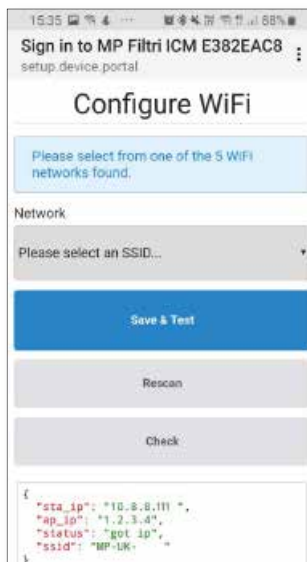 15:35 68%
Sign in to MP Filtri ICM E382EAC8
setup.device.portal
Configure WiFi
Please select from one of the 5 WiFi
networks found.
Network
Please select an SSID...
Save & Test
Rescan
Check
{
"sta_ip": "10.8.8.111 ",
"ap_ip": "1.2.3.4",
"status": "got ip",
"ssid": "MP-UK- "
}